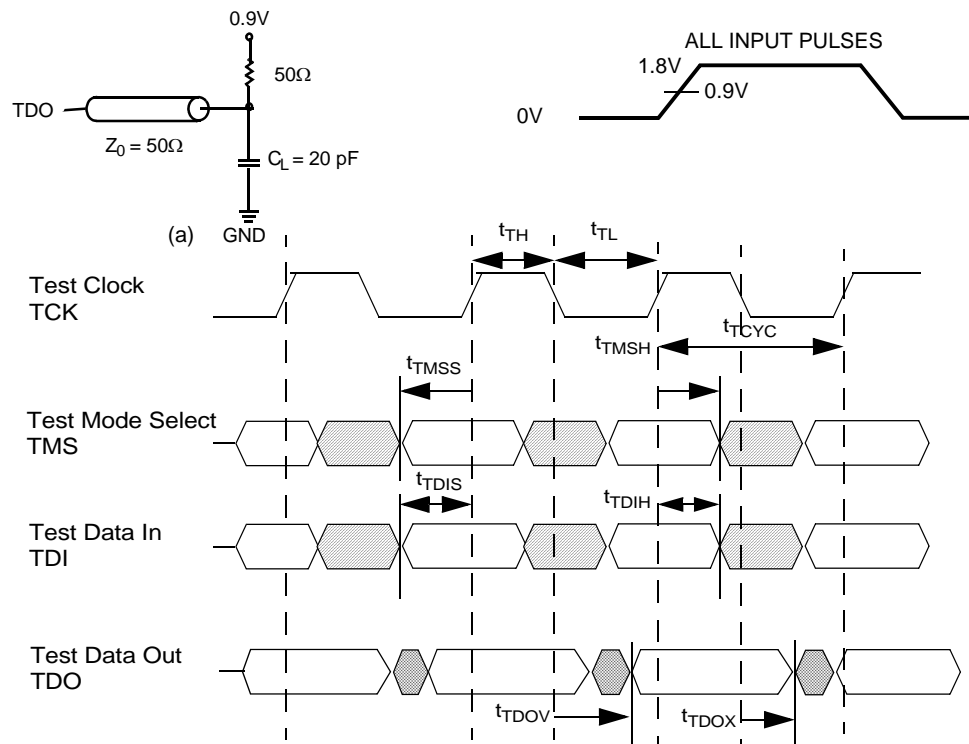 0.9V
50Ω
TDO
Z0 = 50Ω
CL = 20 pF
(a)
GND
ALL INPUT PULSES
1.8V
0.9V
0V
tTH
tTL
Test Clock
TCK
tTCYC
tTMSH
tTMSS
Test Mode Select
TMS
tTDIS
tTDIH
Test Data In
TDI
Test Data Out
TDO
tTDOV
tTDOX